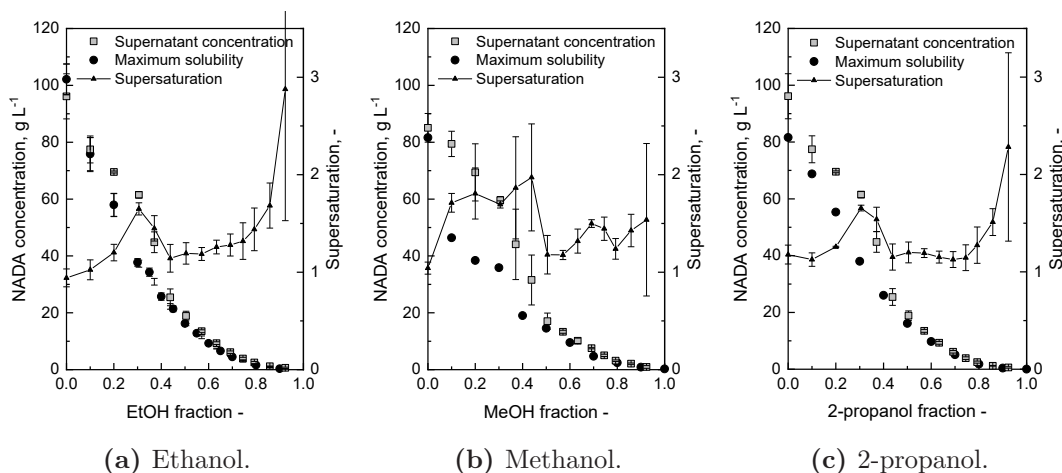 120
100
80
60
40
20
0
NADA concentration, g L⁻¹
Supernatant concentration
Maximum solubility
Supersaturation
3
2
1
0
Supersaturation, -
0.0 0.2 0.4 0.6 0.8 1.0
EtOH fraction -
(a) Ethanol.
120
100
80
60
40
20
0
NADA concentration, g L⁻¹
Supernatant concentration
Maximum solubility
Supersaturation
3
2
1
0
Supersaturation, -
0.0 0.2 0.4 0.6 0.8 1.0
MeOH fraction -
(b) Methanol.
120
100
80
60
40
20
0
NADA concentration, g L⁻¹
Supernatant concentration
Maximum solubility
Supersaturation
3
2
1
0
Supersaturation, -
0.0 0.2 0.4 0.6 0.8 1.0
2-propanol fraction -
(c) 2-propanol.